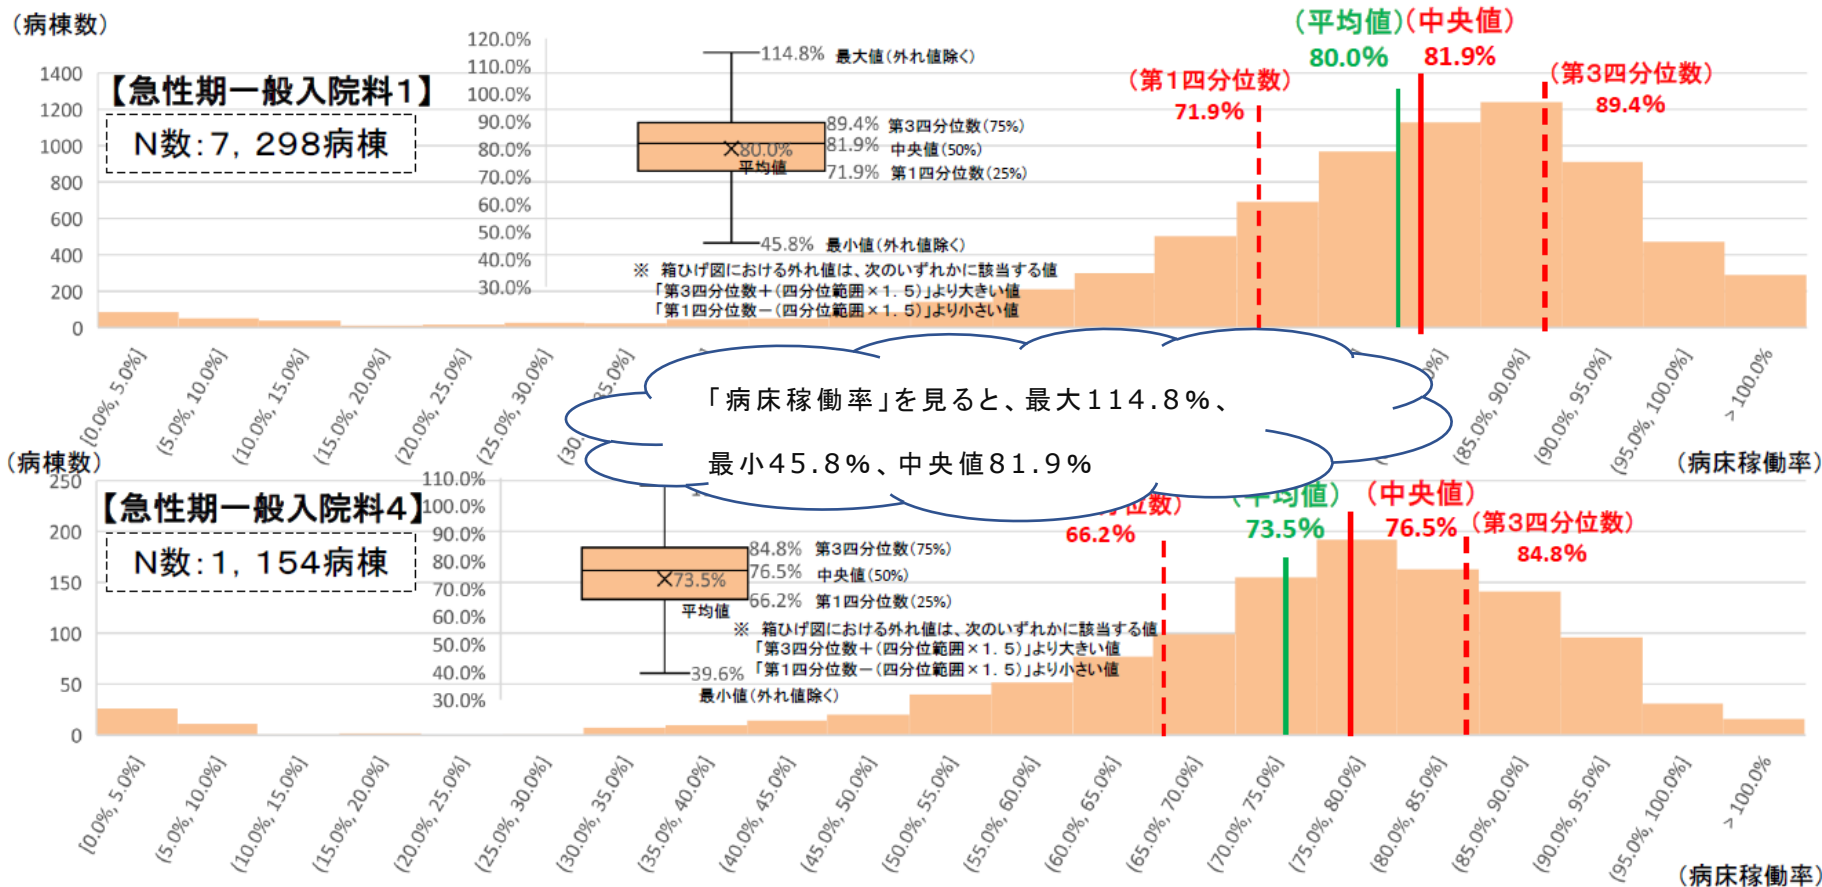 (病棟数)
【急性期一般入院料1】
N数:7, 298病棟
1400
1200
1000
800
600
400
200
0
120.0%
110.0%
100.0%
90.0%
80.0%
70.0%
60.0%
50.0%
40.0%
30.0%
114.8% 最大値(外れ値除く)
89.4% 第3四分位数(75%)
81.9% 中央値(50%)
80.0%
平均値
71.9% 第1四分位数(25%)
45.8% 最小値(外れ値除く)
※ 箱ひげ図における外れ値は、次のいずれかに該当する値
「第3四分位数+(四分位範囲×1.5)」より大きい値
「第1四分位数-(四分位範囲×1.5)」より小さい値
(第1四分位数)
71.9%
(平均値)
80.0%
(中央値)
81.9%
(第3四分位数)
89.4%
[0.0%, 5.0%]
(5.0%, 10.0%]
(10.0%, 15.0%]
(15.0%, 20.0%]
(20.0%, 25.0%]
(25.0%, 30.0%]
(85.0%, 90.0%]
(90.0%, 95.0%]
(95.0%, 100.0%]
> 100.0%
(病床稼働率)
「病床稼働率」を見ると、最大114.8%、
最小45.8%、中央値81.9%
(病棟数)
【急性期一般入院料4】
N数:1, 154病棟
250
200
150
100
50
0
110.0%
100.0%
90.0%
80.0%
70.0%
60.0%
50.0%
40.0%
30.0%
84.8% 第3四分位数(75%)
76.5% 中央値(50%)
73.5%
平均値
66.2% 第1四分位数(25%)
39.6%
最小値(外れ値除く)
※ 箱ひげ図における外れ値は、次のいずれかに該当する値
「第3四分位数+(四分位範囲×1.5)」より大きい値
「第1四分位数-(四分位範囲×1.5)」より小さい値
66.2%
(平均値)
73.5%
(中央値)
76.5%
(第3四分位数)
84.8%
[0.0%, 5.0%]
(5.0%, 10.0%]
(10.0%, 15.0%]
(15.0%, 20.0%]
(20.0%, 25.0%]
(25.0%, 30.0%]
(30.0%, 35.0%]
(35.0%, 40.0%]
(40.0%, 45.0%]
(45.0%, 50.0%]
(50.0%, 55.0%]
(55.0%, 60.0%]
(60.0%, 65.0%]
(65.0%, 70.0%]
(70.0%, 75.0%]
(75.0%, 80.0%]
(80.0%, 85.0%]
(85.0%, 90.0%]
(90.0%, 95.0%]
(95.0%, 100.0%]
> 100.0%
(病床稼働率)